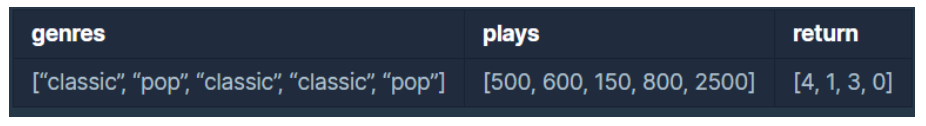 genres plays return
[“classic”, “pop”, “classic”, “classic”, “pop”] [500, 600, 150, 800, 2500] [4, 1, 3, 0]